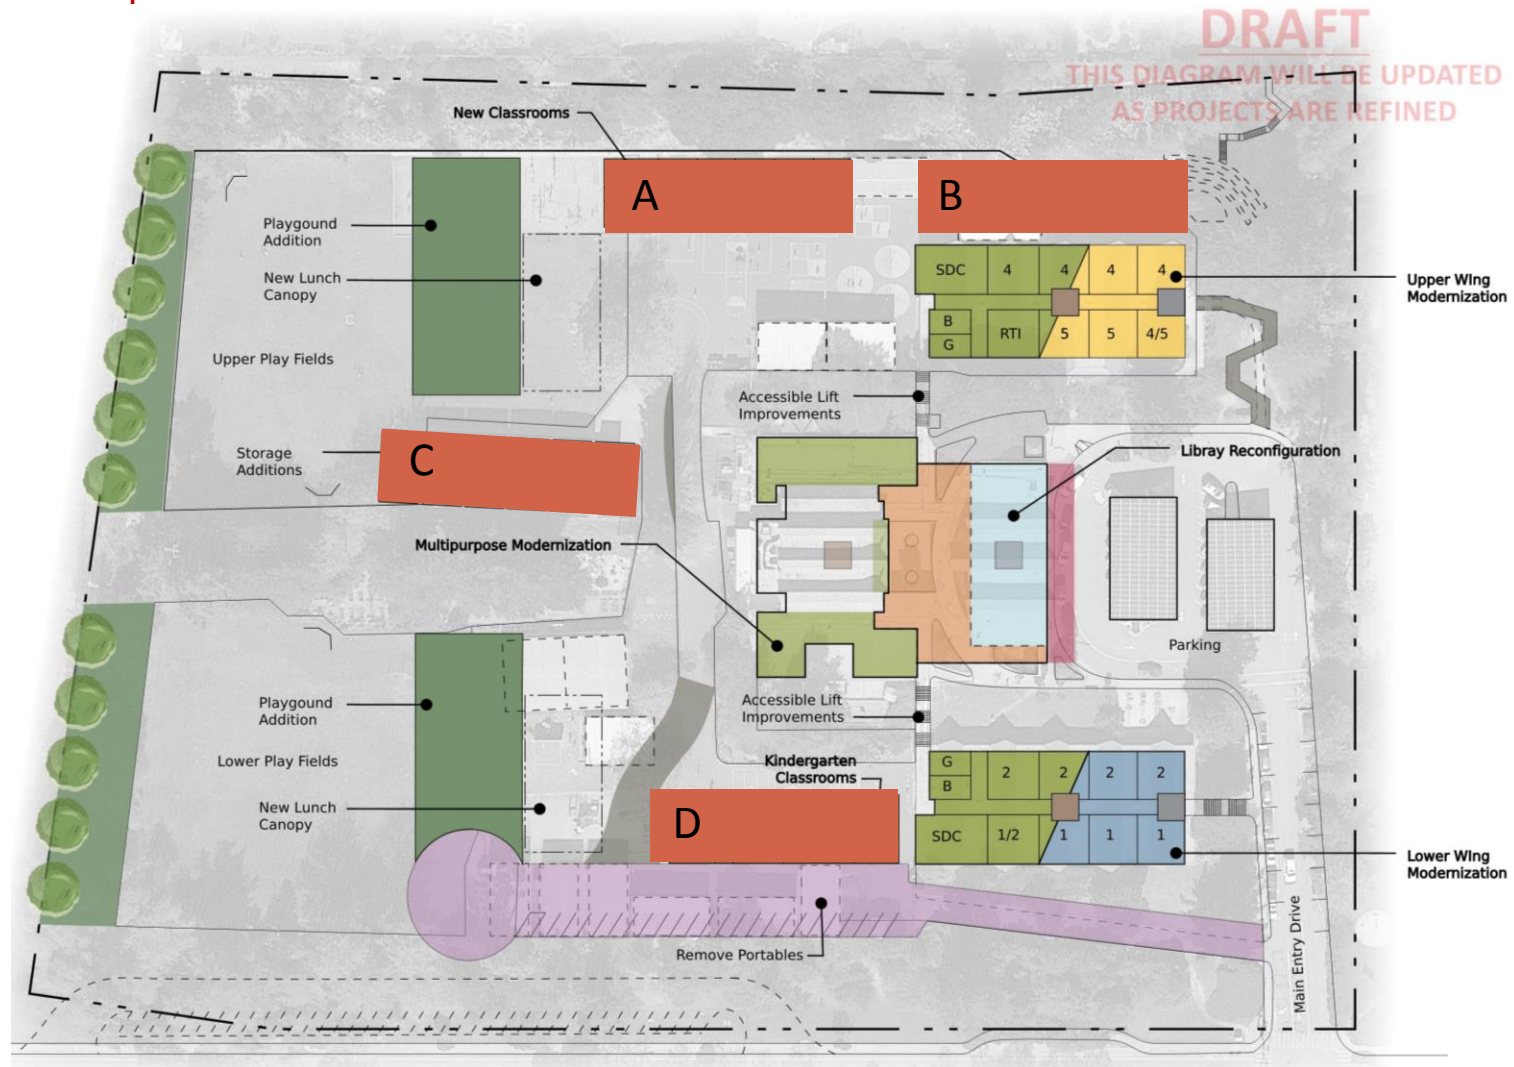 DRAFT
THIS DIAGRAM WILL BE UPDATED
AS PROJECTS ARE REFINED
New Classrooms
A
B
Playgound
Addition
New Lunch
Canopy
SDC
4
4
4
4
Upper Wing
Modernization
B
G
RTI
5
5
4/5
Upper Play Fields
Accessible Lift
Improvements
Storage
Additions
C
Libray Reconfiguration
Multipurpose Modernization
Parking
Playgound
Addition
Accessible Lift
Improvements
Lower Play Fields
Kindergarten
Classrooms
G
B
2
2
2
2
New Lunch
Canopy
D
SDC
1/2
1
1
1
Lower Wing
Modernization
Remove Portables
Main Entry Drive